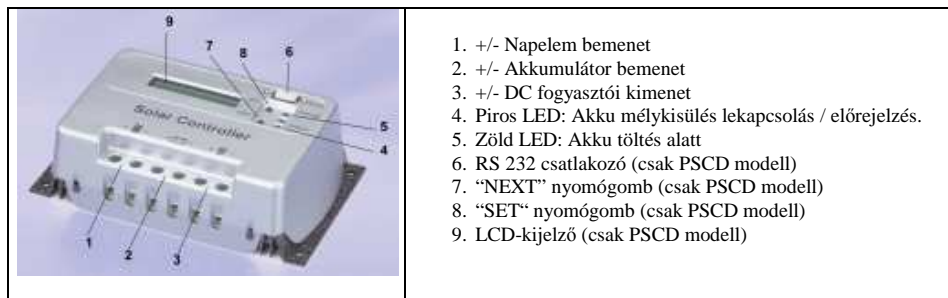 9
7
8
6
5
4
Solar Controller
1
2
3
1. +/- Napelem bemenet
2. +/- Akkumulátor bemenet
3. +/- DC fogyasztói kimenet
4. Piros LED: Akku mélykisülés lekapcsolás / előrejelzés.
5. Zöld LED: Akku töltés alatt
6. RS 232 csatlakozó (csak PSCD modell)
7. “NEXT” nyomógomb (csak PSCD modell)
8. “SET“ nyomógomb (csak PSCD modell)
9. LCD-kijelző (csak PSCD modell)